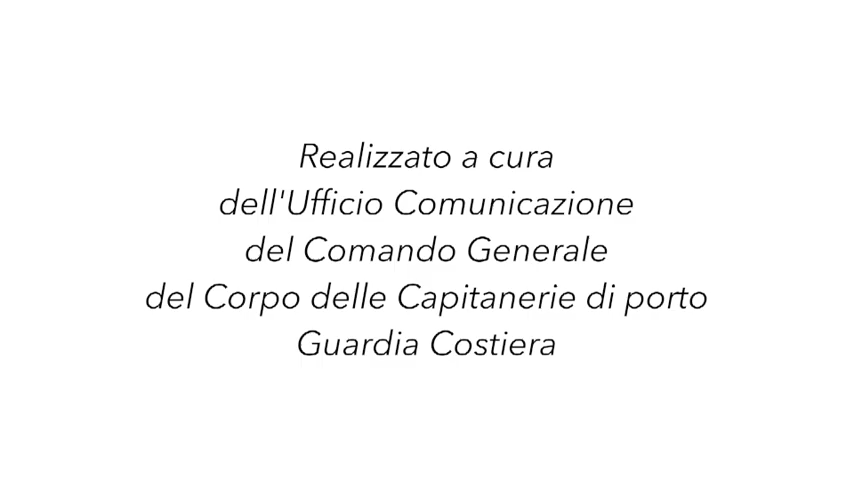 Realizzato a cura
dell'Ufficio Comunicazione
del Comando Generale
del Corpo delle Capitanerie di porto
Guardia Costiera